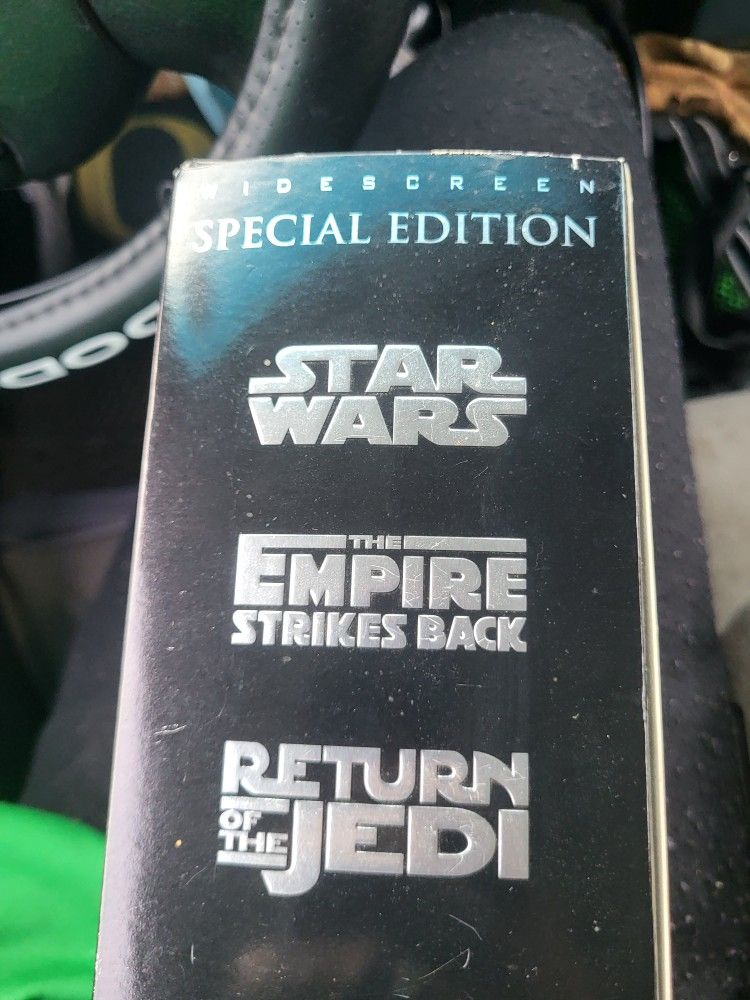 WIDESCREEN
SPECIAL EDITION
STAR
WARS
THE
EMPIRE
STRIKES BACK
RETURN
OF
THE
JEDI